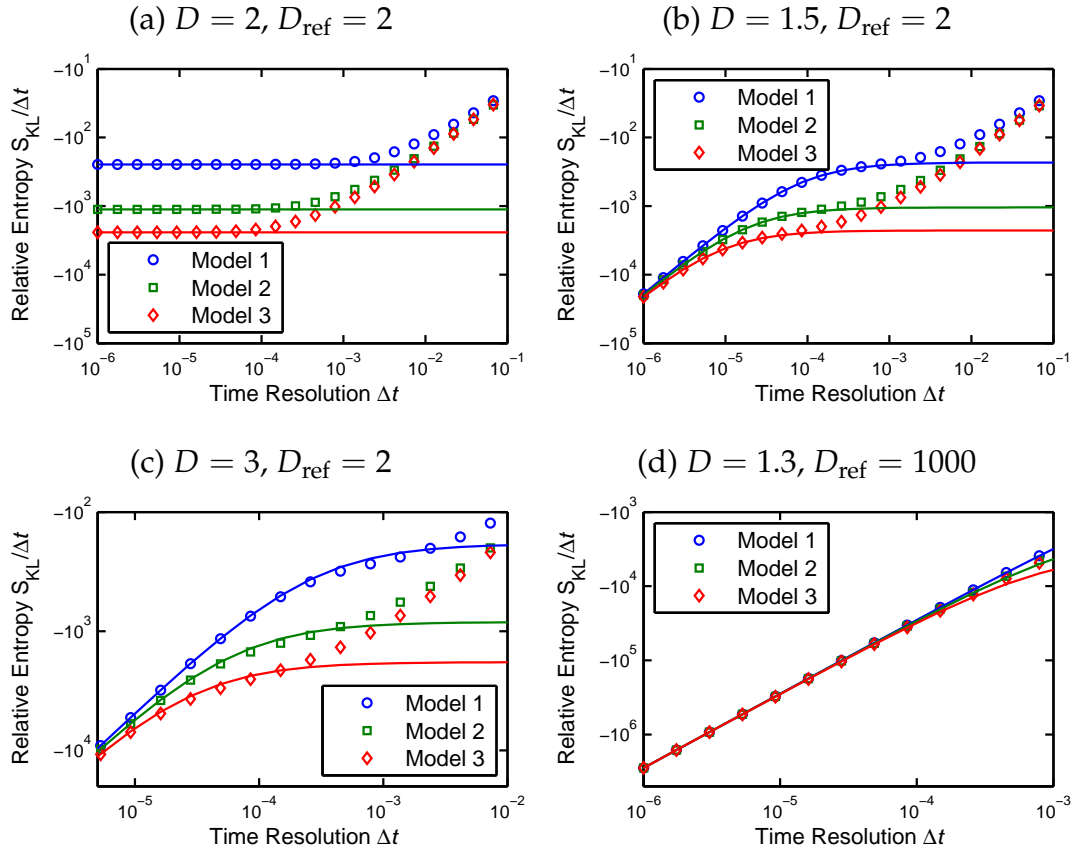 (a) D = 2, D_ref = 2
Relative Entropy S_KL/Δt
-10^1
-10^2
-10^3
-10^4
-10^5
Model 1
Model 2
Model 3
10^−6
10^−5
10^−4
10^−3
10^−2
10^−1
Time Resolution Δt
(b) D = 1.5, D_ref = 2
Relative Entropy S_KL/Δt
-10^1
-10^2
-10^3
-10^4
-10^5
Model 1
Model 2
Model 3
10^−6
10^−5
10^−4
10^−3
10^−2
10^−1
Time Resolution Δt
(c) D = 3, D_ref = 2
Relative Entropy S_KL/Δt
-10^2
-10^3
-10^4
Model 1
Model 2
Model 3
10^−5
10^−4
10^−3
10^−2
Time Resolution Δt
(d) D = 1.3, D_ref = 1000
Relative Entropy S_KL/Δt
-10^3
-10^4
-10^5
-10^6
Model 1
Model 2
Model 3
10^−6
10^−5
10^−4
10^−3
Time Resolution Δt